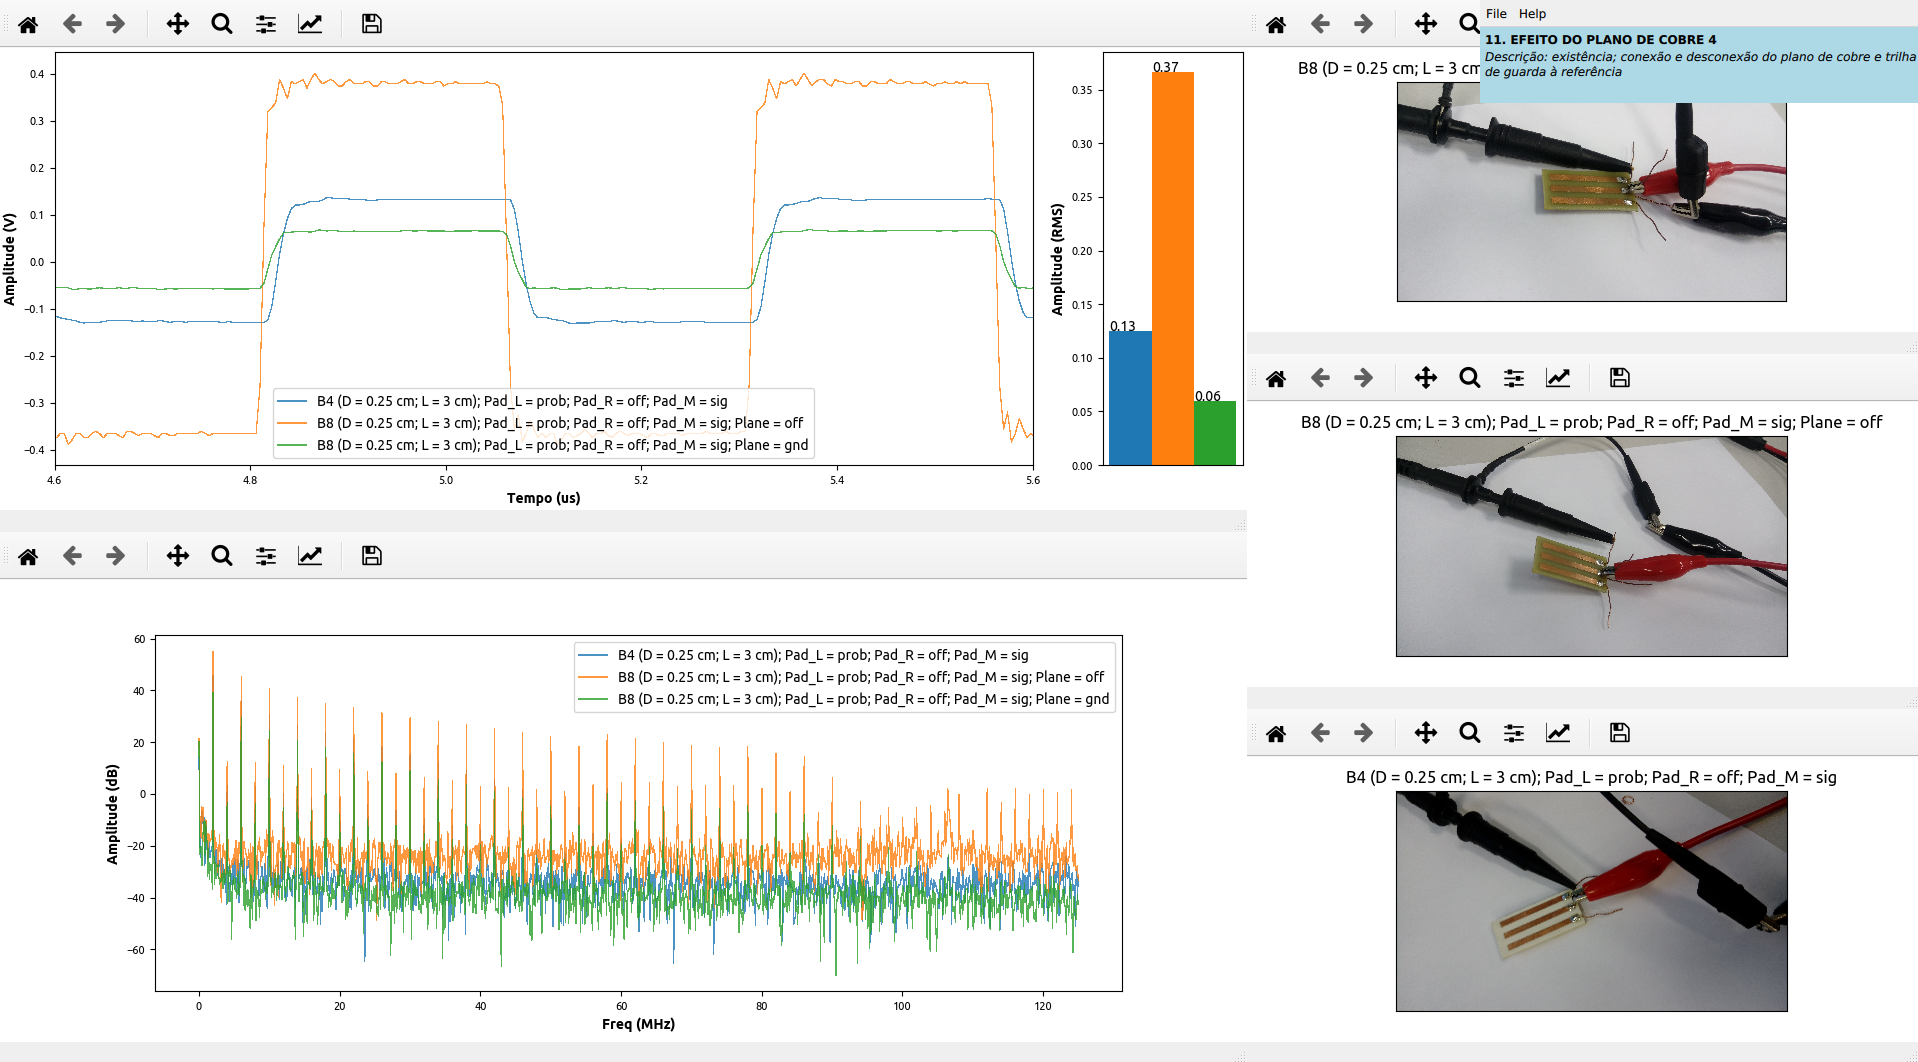 File Help
11. EFEITO DO PLANO DE COBRE 4
Descrição: existência; conexão e desconexão do plano de cobre e trilha
de guarda à referência
0.4
0.3
0.2
0.1
0.0
−0.1
−0.2
−0.3
−0.4
Amplitude (V)
4.6 4.8 5.0 5.2 5.4 5.6
Tempo (us)
B4 (D = 0.25 cm; L = 3 cm); Pad_L = prob; Pad_R = off; Pad_M = sig
B8 (D = 0.25 cm; L = 3 cm); Pad_L = prob; Pad_R = off; Pad_M = sig; Plane = off
B8 (D = 0.25 cm; L = 3 cm); Pad_L = prob; Pad_R = off; Pad_M = sig; Plane = gnd
0.35
0.30
0.25
0.20
0.15
0.10
0.05
0.00
Amplitude (RMS)
0.13
0.37
0.06
B8 (D = 0.25 cm; L = 3 cm
B8 (D = 0.25 cm; L = 3 cm); Pad_L = prob; Pad_R = off; Pad_M = sig; Plane = off
B4 (D = 0.25 cm; L = 3 cm); Pad_L = prob; Pad_R = off; Pad_M = sig
60
40
20
0
−20
−40
−60
Amplitude (dB)
0 20 40 60 80 100 120
Freq (MHz)
B4 (D = 0.25 cm; L = 3 cm); Pad_L = prob; Pad_R = off; Pad_M = sig
B8 (D = 0.25 cm; L = 3 cm); Pad_L = prob; Pad_R = off; Pad_M = sig; Plane = off
B8 (D = 0.25 cm; L = 3 cm); Pad_L = prob; Pad_R = off; Pad_M = sig; Plane = gnd